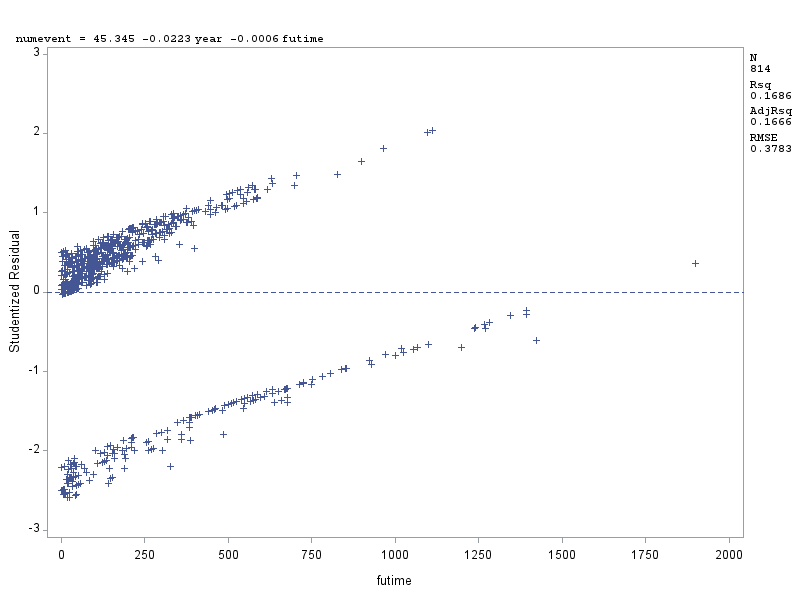 numevent = 45.345 -0.0223 year -0.0006 futime
N
814
Rsq
0.1686
AdjRsq
0.1666
RMSE
0.3783
3
2
1
0
-1
-2
-3
Studentized Residual
0 250 500 750 1000 1250 1500 1750 2000
futime